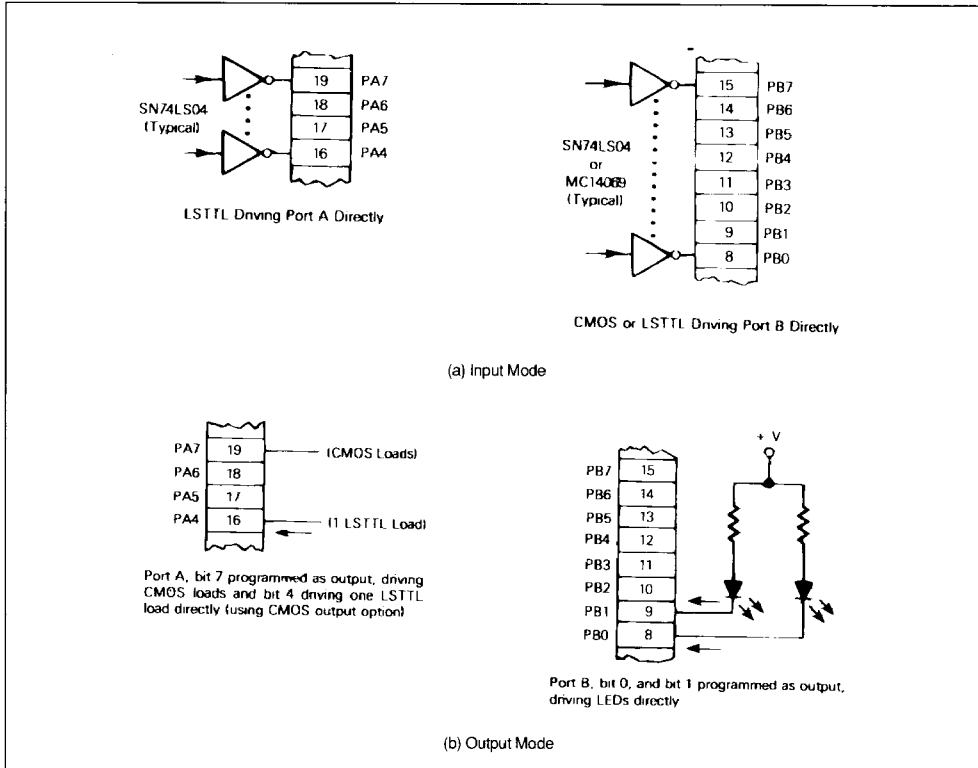 19 PA7
18 PA6
17 PA5
16 PA4
SN74LS04
(Typical)
LSTTL Driving Port A Directly
15 PB7
14 PB6
13 PB5
12 PB4
11 PB3
10 PB2
9 PB1
8 PB0
SN74LS04
or
MC14069
(Typical)
CMOS or LSTTL Driving Port B Directly
(a) Input Mode
PA7 19 (CMOS Loads)
PA6 18
PA5 17
PA4 16 (1 LSTTL Load)
Port A, bit 7 programmed as output, driving
CMOS loads and bit 4 driving one LSTTL
load directly (using CMOS output option)
+ V
PB7 15
PB6 14
PB5 13
PB4 12
PB3 11
PB2 10
PB1 9
PB0 8
Port B, bit 0, and bit 1 programmed as output,
driving LEDs directly
(b) Output Mode